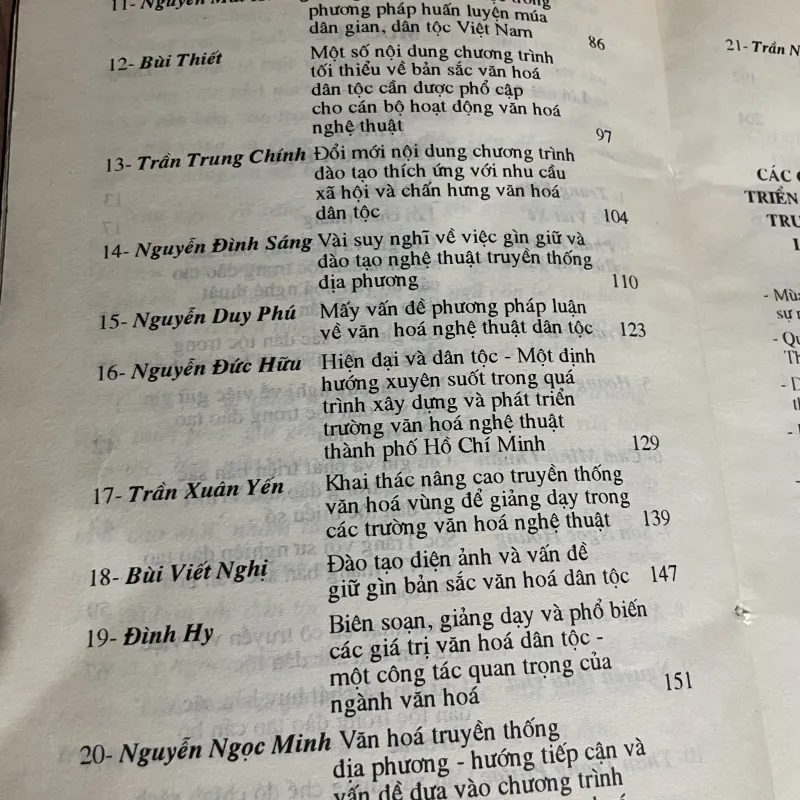 11- Nguyễn
phương pháp huấn luyện múa
dân gian, dân tộc Việt Nam 86
12- Bùi Thiết Một số nội dung chương trình
tối thiểu về bản sắc văn hoá
dân tộc cần được phổ cập
cho cán bộ hoạt động văn hoá
nghệ thuật 97
13- Trần Trung Chính Đổi mới nội dung chương trình
đào tạo thích ứng với nhu cầu
xã hội và chấn hưng văn hoá
dân tộc 104
14- Nguyễn Đình Sáng Vài suy nghĩ về việc gìn giữ và
đào tạo nghệ thuật truyền thống
địa phương 110
15- Nguyễn Duy Phú Mấy vấn đề phương pháp luận
về văn hoá nghệ thuật dân tộc 123
16- Nguyễn Đức Hữu Hiện đại và dân tộc - Một định
hướng xuyên suốt trong quá
trình xây dựng và phát triển
trường văn hoá nghệ thuật
thành phố Hồ Chí Minh 129
17- Trần Xuân Yến Khai thác nâng cao truyền thống
văn hoá vùng để giảng dạy trong
các trường văn hoá nghệ thuật 139
18- Bùi Viết Nghị Đào tạo điện ảnh và vấn đề
giữ gìn bản sắc văn hoá dân tộc 147
19- Đình Hy Biên soạn, giảng dạy và phổ biến
các giá trị văn hoá dân tộc -
một công tác quan trọng của
ngành văn hoá 151
20- Nguyễn Ngọc Minh Văn hoá truyền thống
địa phương - hướng tiếp cận và
vấn đề đưa vào chương trình
21- Trần N
CÁC
TRIỂN
TRU
- Mùa
sự
- Qu
Th
- D
th